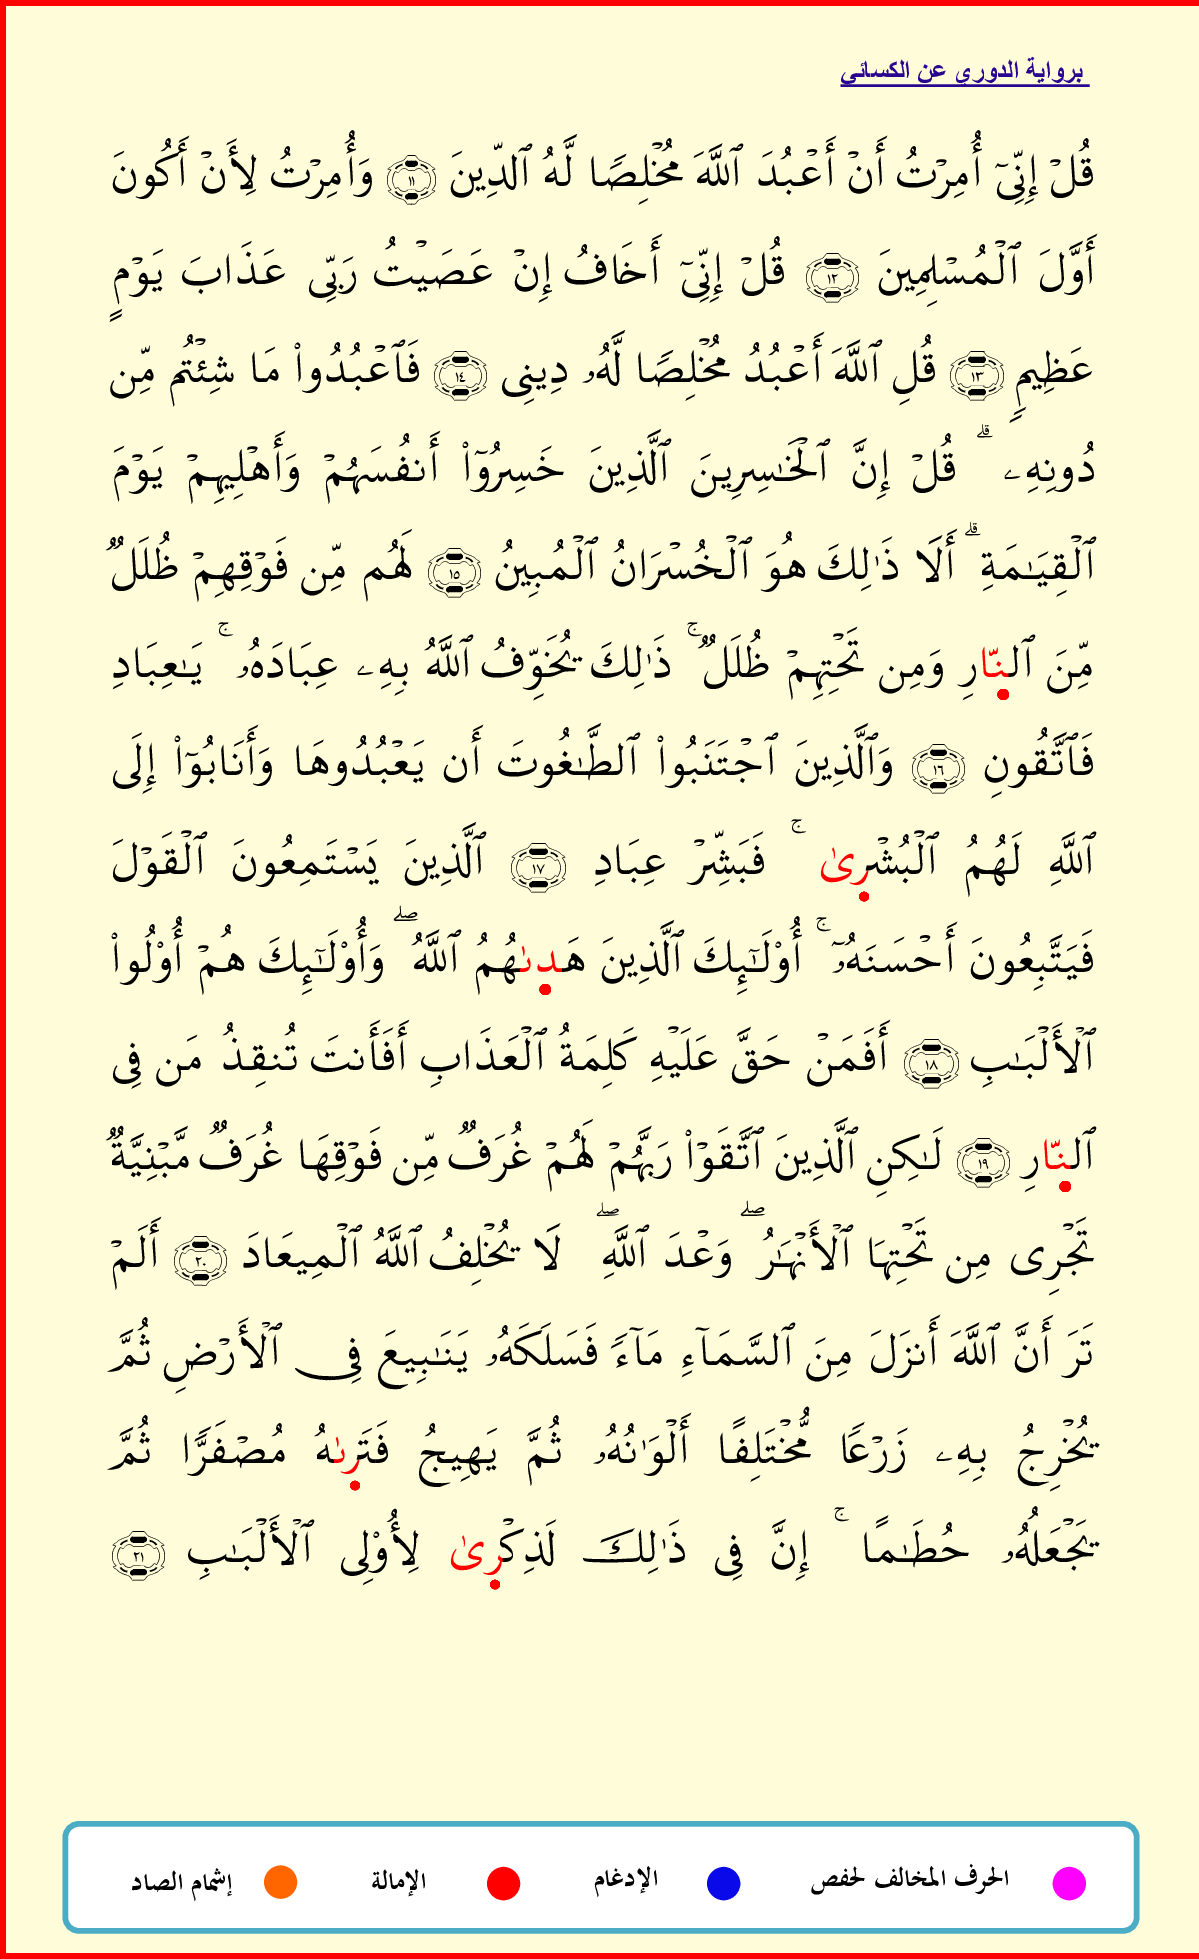 برواية الدوري عن الكسائي
قُلۡ إِنِّيٓ أُمِرۡتُ أَنۡ أَعۡبُدَ ٱللَّهَ مُخۡلِصٗا لَّهُ ٱلدِّينَ ١١ وَأُمِرۡتُ لِأَنۡ أَكُونَ
أَوَّلَ ٱلۡمُسۡلِمِينَ ١٢ قُلۡ إِنِّيٓ أَخَافُ إِنۡ عَصَيۡتُ رَبِّي عَذَابَ يَوۡمٍ
عَظِيمٖ ١٣ قُلِ ٱللَّهَ أَعۡبُدُ مُخۡلِصٗا لَّهُۥ دِينِي ١٤ فَٱعۡبُدُواْ مَا شِئۡتُم مِّن
دُونِهِۦۗ قُلۡ إِنَّ ٱلۡخَٰسِرِينَ ٱلَّذِينَ خَسِرُوٓاْ أَنفُسَهُمۡ وَأَهۡلِيهِمۡ يَوۡمَ
ٱلۡقِيَٰمَةِۗ أَلَا ذَٰلِكَ هُوَ ٱلۡخُسۡرَانُ ٱلۡمُبِينُ ١٥ لَهُم مِّن فَوۡقِهِمۡ ظُلَلٞ
مِّنَ ٱلنّارِ وَمِن تَحۡتِهِمۡ ظُلَلٞۚ ذَٰلِكَ يُخَوِّفُ ٱللَّهُ بِهِۦ عِبَادَهُۥۚ يَٰعِبَادِ
فَٱتَّقُونِ ١٦ وَٱلَّذِينَ ٱجۡتَنَبُواْ ٱلطَّٰغُوتَ أَن يَعۡبُدُوهَا وَأَنَابُوٓاْ إِلَى
ٱللَّهِ لَهُمُ ٱلۡبُشۡرىٰۚ فَبَشِّرۡ عِبَادِ ١٧ ٱلَّذِينَ يَسۡتَمِعُونَ ٱلۡقَوۡلَ
فَيَتَّبِعُونَ أَحۡسَنَهُۥٓۚ أُوْلَٰٓئِكَ ٱلَّذِينَ هَدىٰهُمُ ٱللَّهُۖ وَأُوْلَٰٓئِكَ هُمۡ أُوْلُواْ
ٱلۡأَلۡبَٰبِ ١٨ أَفَمَنۡ حَقَّ عَلَيۡهِ كَلِمَةُ ٱلۡعَذَابِ أَفَأَنتَ تُنقِذُ مَن فِي
ٱلنّارِ ١٩ لَٰكِنِ ٱلَّذِينَ ٱتَّقَوۡاْ رَبَّهُمۡ لَهُمۡ غُرَفٞ مِّن فَوۡقِهَا غُرَفٞ مَّبۡنِيَّةٞ
تَجۡرِي مِن تَحۡتِهَا ٱلۡأَنۡهَٰرُۖ وَعۡدَ ٱللَّهِۖ لَا يُخۡلِفُ ٱللَّهُ ٱلۡمِيعَادَ ٢٠ أَلَمۡ
تَرَ أَنَّ ٱللَّهَ أَنزَلَ مِنَ ٱلسَّمَآءِ مَآءٗ فَسَلَكَهُۥ يَنَٰبِيعَ فِي ٱلۡأَرۡضِ ثُمَّ
يُخۡرِجُ بِهِۦ زَرۡعٗا مُّخۡتَلِفًا أَلۡوَٰنُهُۥ ثُمَّ يَهِيجُ فَتَرىٰهُ مُصۡفَرّٗا ثُمَّ
يَجۡعَلُهُۥ حُطَٰمًاۚ إِنَّ فِي ذَٰلِكَ لَذِكۡرىٰ لِأُوْلِي ٱلۡأَلۡبَٰبِ ٢١
الحرف المخالف لحفص الإدغام الإمالة إشمام الصاد